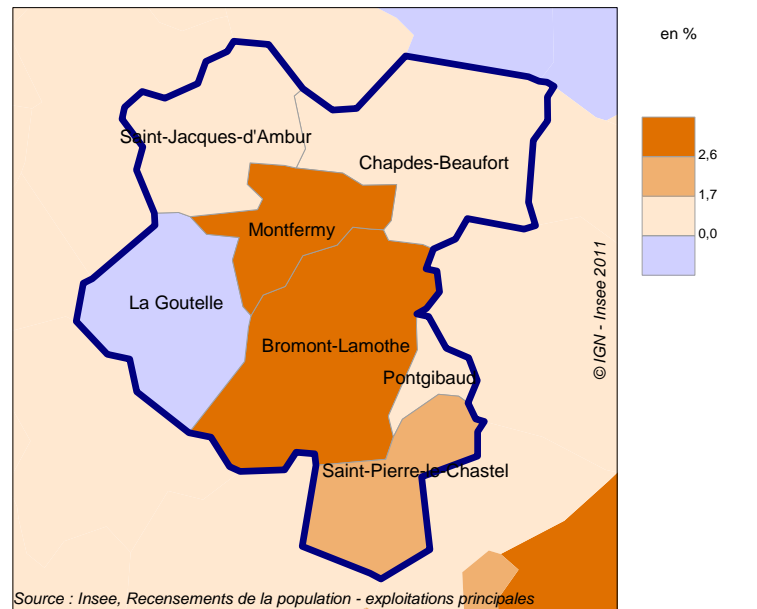 en %
2,6
1,7
0,0
Saint-Jacques-d'Ambur
Chapdes-Beaufort
Montfermy
La Goutelle
Bromont-Lamothe
Pontgibaud
Saint-Pierre-le-Chastel
© IGN - Insee 2011
Source : Insee, Recensements de la population - exploitations principales